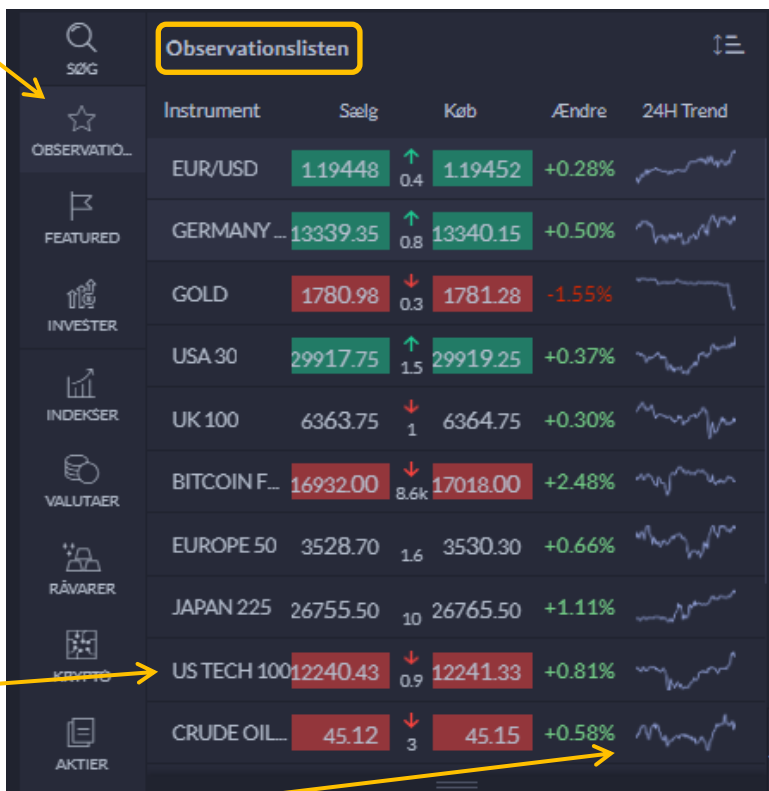 SØG
OBSERVATIO...
FEATURED
INVESTER
INDEKSER
VALUTAER
RÅVARER
KRYPTO
AKTIER
Observationslisten
Instrument Sælg Køb Ændre 24H Trend
EUR/USD 1.19448 0.4 1.19452 +0.28%
GERMANY ... 13339.35 0.8 13340.15 +0.50%
GOLD 1780.98 0.3 1781.28 -1.55%
USA 30 29917.75 1.5 29919.25 +0.37%
UK 100 6363.75 1 6364.75 +0.30%
BITCOIN F... 16932.00 8.6k 17018.00 +2.48%
EUROPE 50 3528.70 1.6 3530.30 +0.66%
JAPAN 225 26755.50 10 26765.50 +1.11%
US TECH 100 12240.43 0.9 12241.33 +0.81%
CRUDE OIL... 45.12 3 45.15 +0.58%